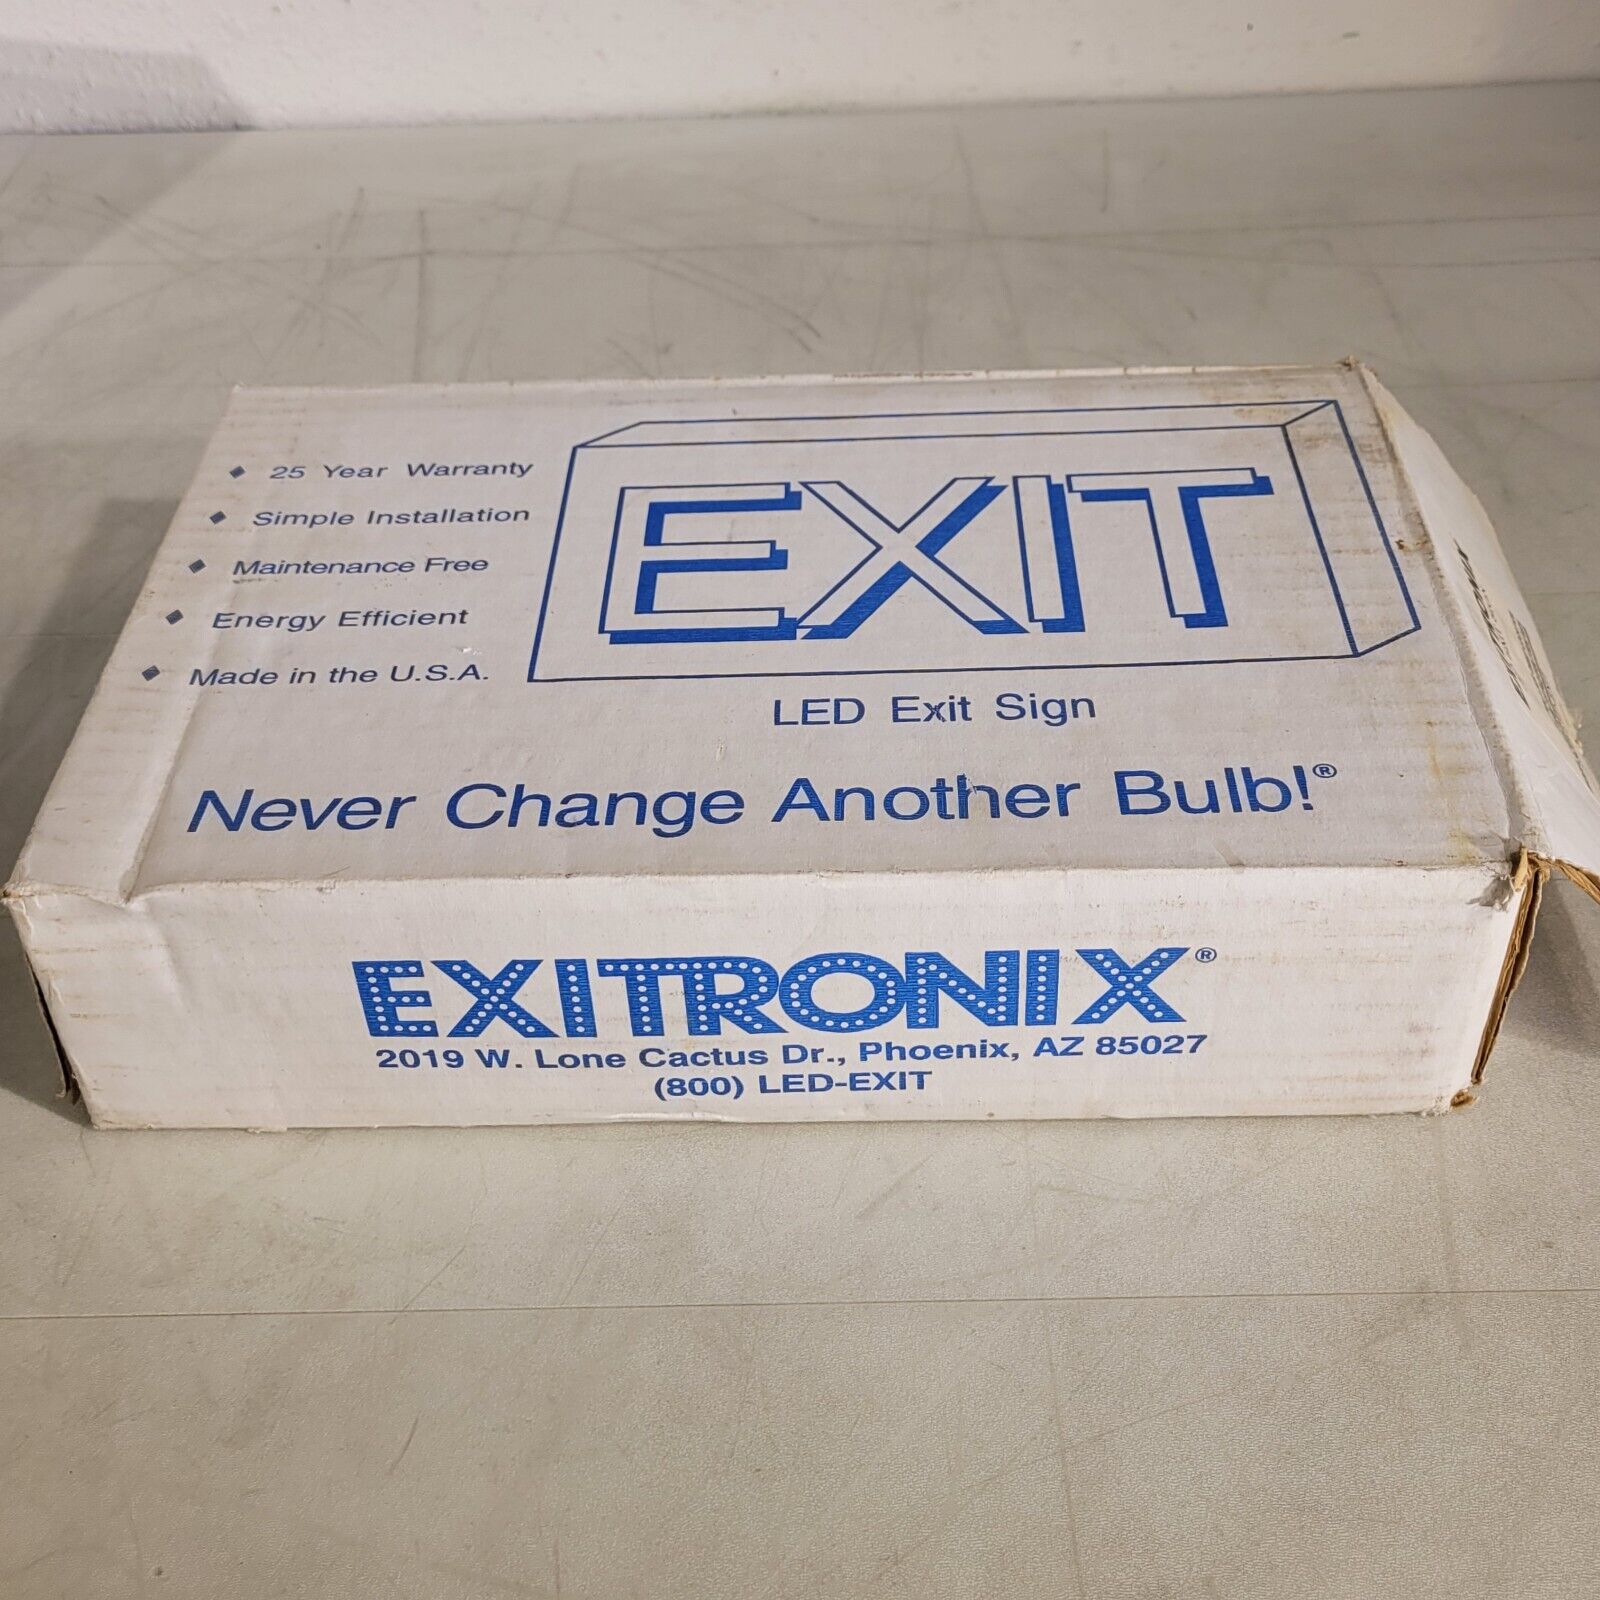 25 Year Warranty
Simple Installation
Maintenance Free
Energy Efficient
Made in the U.S.A.
EXIT
LED Exit Sign
Never Change Another Bulb!®
EXITRONIX®
2019 W. Lone Cactus Dr., Phoenix, AZ 85027
(800) LED-EXIT